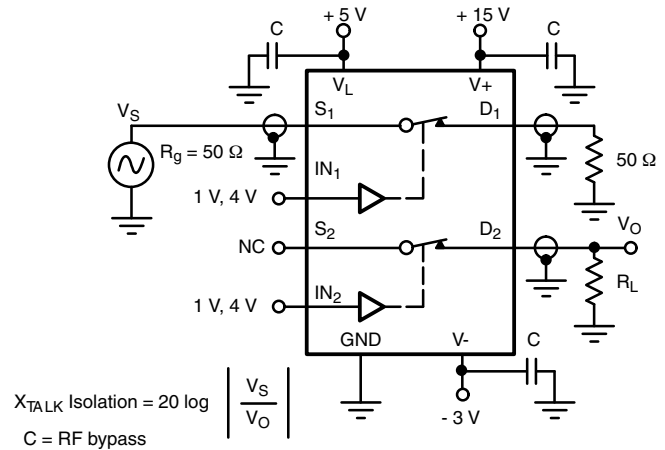 + 5 V
+ 15 V
C
C
V_L
V+
V_S
S_1
D_1
R_g = 50 Ω
50 Ω
IN_1
1 V, 4 V
S_2
D_2
V_O
NC
IN_2
R_L
1 V, 4 V
GND
V-
C
X_TALK Isolation = 20 log | V_S / V_O |
- 3 V
C = RF bypass